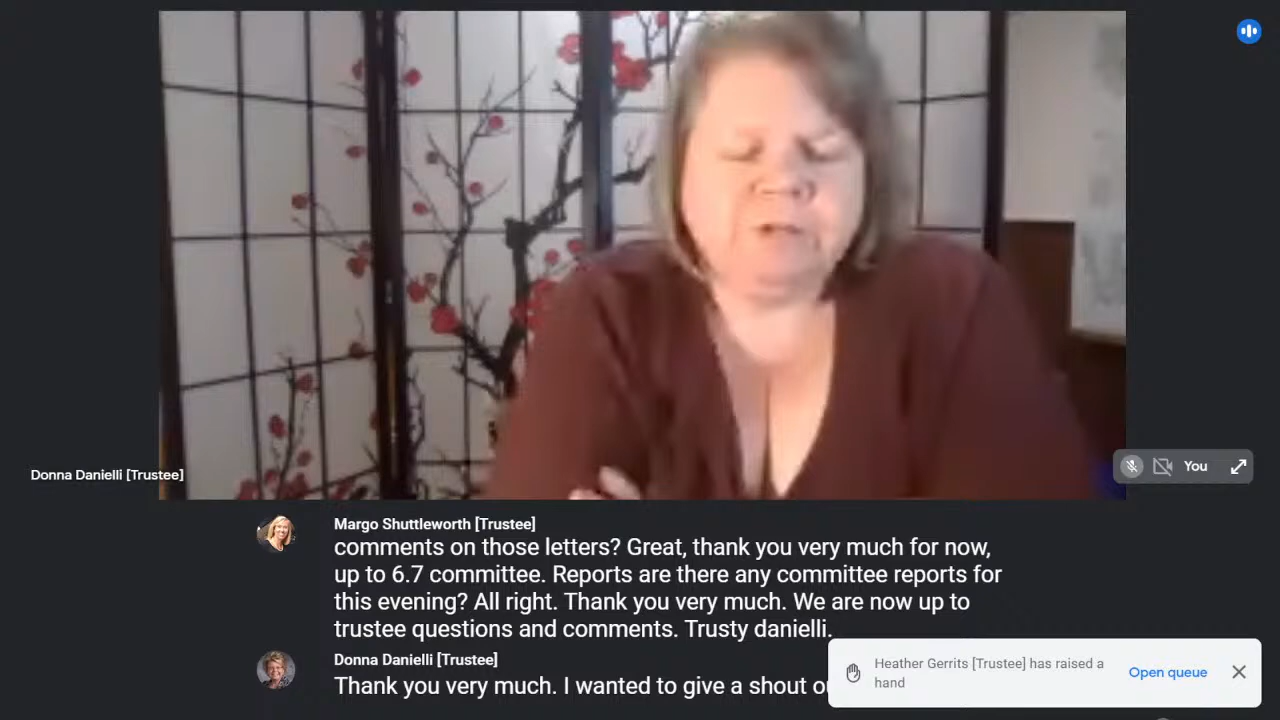 Donna Danielli [Trustee]
You
Margo Shuttleworth [Trustee]
comments on those letters? Great, thank you very much for now,
up to 6.7 committee. Reports are there any committee reports for
this evening? All right. Thank you very much. We are now up to
trustee questions and comments. Trusty danielli.
Donna Danielli [Trustee]
Thank you very much. I wanted to give a shout
Heather Gerrits [Trustee] has raised a
hand
Open queue